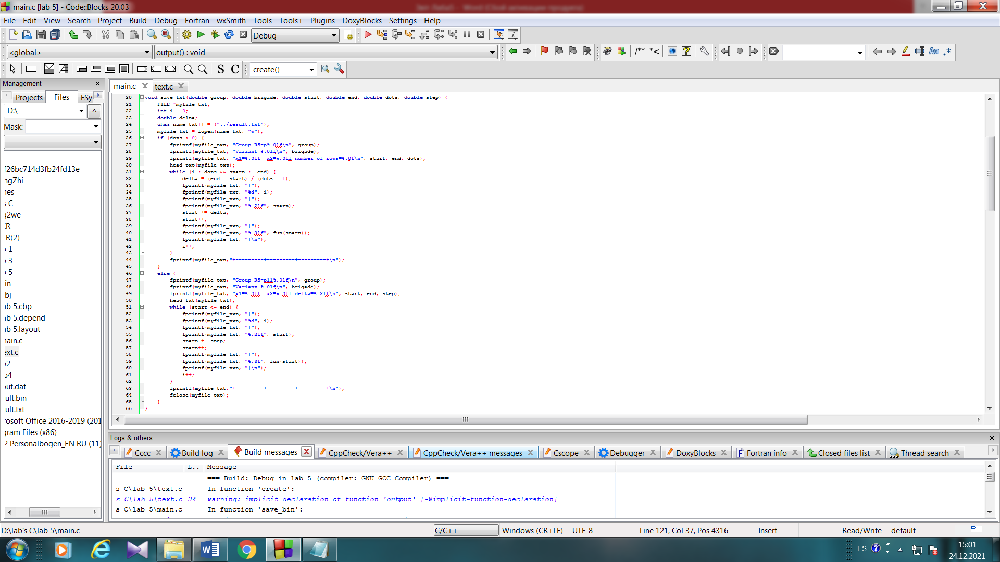 main.c [lab 5] - Code::Blocks 20.03
File Edit View Search Project Build Debug Fortran wxSmith Tools Tools+ Plugins DoxyBlocks Settings Help
Debug
<global> output() : void /** *< Aa .*
S C create()
Management
Projects Files FSy
D:\ ^
Mask:
f26bc714d3fb24fd13e
ngZhi
nes
s C
q2we
(R
(R(2)
o 1
o 3
o 5
in
bj
ab 5.cbp
ab 5.depend
ab 5.layout
nain.c
ext.c
o2
o4
out.dat
sult.bin
sult.txt
rosoft Office 2016-2019 (201
gram Files (x86)
2 Personalbogen_EN RU (11)
main.c text.c
20 void save_txt(double group, double brigade, double start, double end, double dots, double step) {
21 FILE *myfile_txt;
22 int i = 0;
23 double delta;
24 char name_txt[] = ("../result.txt");
25 myfile_txt = fopen(name_txt, "w");
26 if (dots > 0) {
27 fprintf(myfile_txt, "Group RS-p%.0lf\n", group);
28 fprintf(myfile_txt, "Variant %.0lf\n", brigade);
29 fprintf(myfile_txt, "x1=%.0lf  x2=%.0lf number of rows=%.0f\n", start, end, dots);
30 head_txt(myfile_txt);
31 while (i < dots && start <= end) {
32 delta = (end - start) / (dots - 1);
33 fprintf(myfile_txt, "|");
34 fprintf(myfile_txt, "%d", i);
35 fprintf(myfile_txt, "|");
36 fprintf(myfile_txt, "%.2lf", start);
37 start += delta;
38 start++;
39 fprintf(myfile_txt, "|");
40 fprintf(myfile_txt, "%.3lf", fun(start));
41 fprintf(myfile_txt, "|\n");
42 i++;
43 }
44 fprintf(myfile_txt,"+---------+---------+---------+\n");
45 }
46 else {
47 fprintf(myfile_txt, "Group RS-p11%.0lf\n", group);
48 fprintf(myfile_txt, "Variant %.0lf\n", brigade);
49 fprintf(myfile_txt, "x1=%.0lf  x2=%.0lf delta=%.2lf\n", start, end, step);
50 head_txt(myfile_txt);
51 while (start <= end) {
52 fprintf(myfile_txt, "|");
53 fprintf(myfile_txt, "%d", i);
54 fprintf(myfile_txt, "|");
55 fprintf(myfile_txt, "%.2lf", start);
56 start += step;
57 start++;
58 fprintf(myfile_txt, "|");
59 fprintf(myfile_txt, "%.3f", fun(start));
60 fprintf(myfile_txt, "|\n");
61 i++;
62 }
63 fprintf(myfile_txt,"+---------+---------+---------+\n");
64 fclose(myfile_txt);
65 }
66 }
Logs & others
Cccc Build log Build messages CppCheck/Vera++ CppCheck/Vera++ messages Cscope Debugger DoxyBlocks Fortran info Closed files list Thread search
File L.. Message
=== Build: Debug in lab 5 (compiler: GNU GCC Compiler) ===
s C\lab 5\text.c In function 'create':
s C\lab 5\text.c 34 warning: implicit declaration of function 'output' [-Wimplicit-function-declaration]
s C\lab 5\main.c In function 'save_bin':
D:\lab's C\lab 5\main.c C/C++ Windows (CR+LF) UTF-8 Line 121, Col 37, Pos 4316 Insert Read/Write default
ES
15:01
24.12.2021